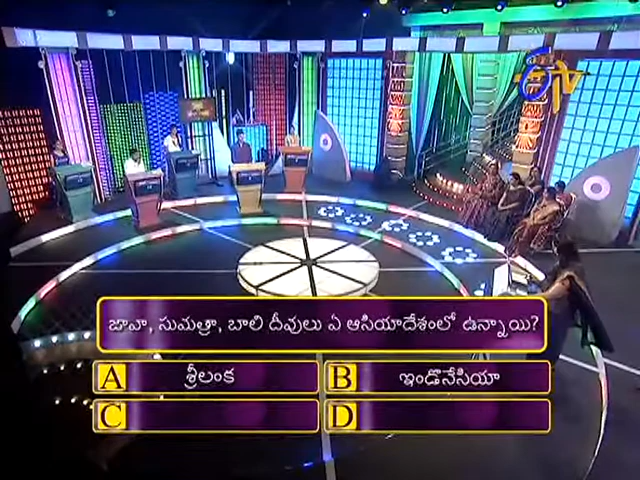 ETV
జావా, సుమత్రా, బాలి దీవులు ఏ ఆసియాదేశంలో ఉన్నాయి?
A శ్రీలంక
B ఇండొనేసియా
C
D